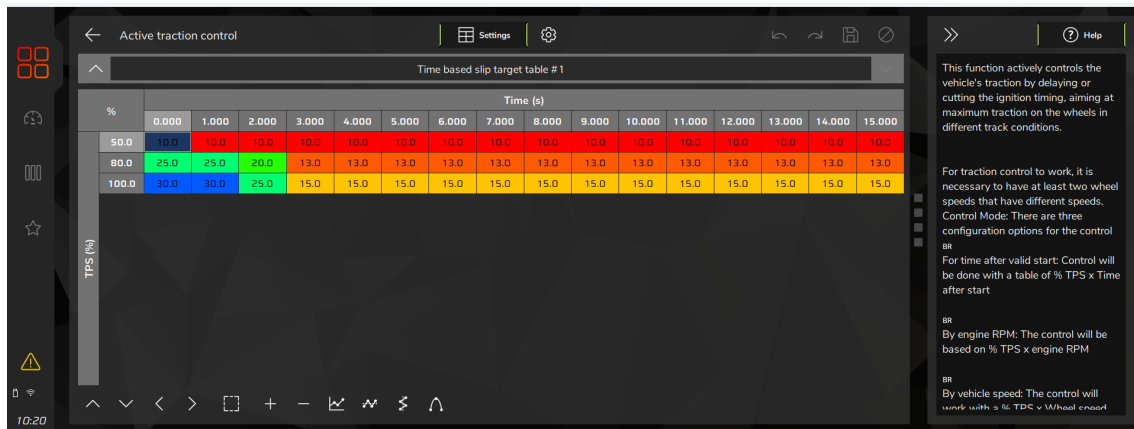 Active traction control
Settings
Time based slip target table #1
% Time (s)
0.000 1.000 2.000 3.000 4.000 5.000 6.000 7.000 8.000 9.000 10.000 11.000 12.000 13.000 14.000 15.000
TPS (%)
50.0 10.0 10.0 10.0 10.0 10.0 10.0 10.0 10.0 10.0 10.0 10.0 10.0 10.0 10.0 10.0 10.0
80.0 25.0 25.0 20.0 13.0 13.0 13.0 13.0 13.0 13.0 13.0 13.0 13.0 13.0 13.0 13.0 13.0
100.0 30.0 30.0 25.0 15.0 15.0 15.0 15.0 15.0 15.0 15.0 15.0 15.0 15.0 15.0 15.0 15.0
10:20
Help
This function actively controls the
vehicle's traction by delaying or
cutting the ignition timing, aiming at
maximum traction on the wheels in
different track conditions.
For traction control to work, it is
necessary to have at least two wheel
speeds that have different speeds.
Control Mode: There are three
configuration options for the control
BR
For time after valid start: Control will
be done with a table of % TPS x Time
after start
BR
By engine RPM: The control will be
based on % TPS x engine RPM
BR
By vehicle speed: The control will
work with a % TPS x Wheel speed